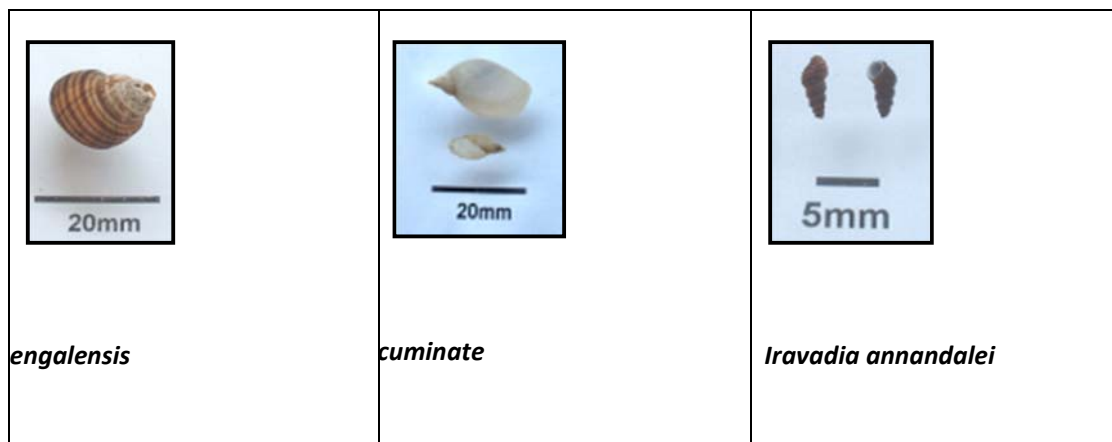 20mm
20mm
5mm
engalensis
cuminate
Iravadia annandalei